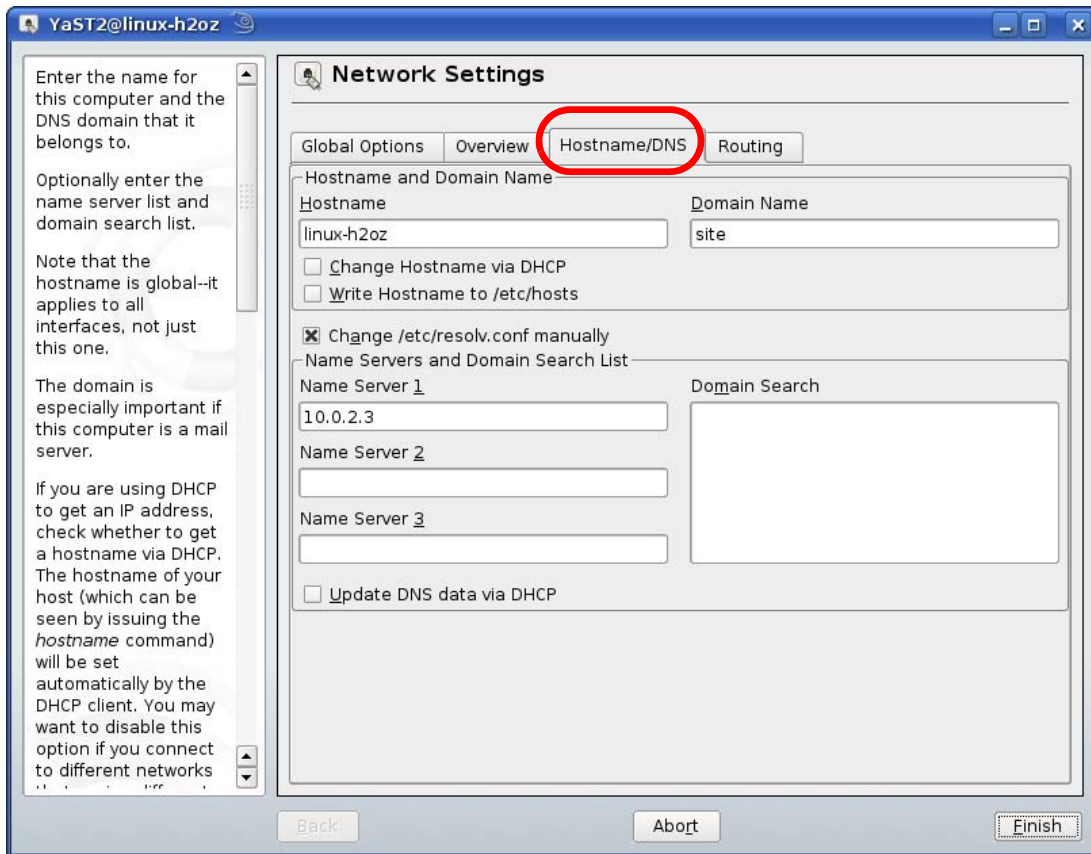 YaST2@linux-h2oz
Enter the name for
this computer and the
DNS domain that it
belongs to.
Optionally enter the
name server list and
domain search list.
Note that the
hostname is global--it
applies to all
interfaces, not just
this one.
The domain is
especially important if
this computer is a mail
server.
If you are using DHCP
to get an IP address,
check whether to get
a hostname via DHCP.
The hostname of your
host (which can be
seen by issuing the
hostname command)
will be set
automatically by the
DHCP client. You may
want to disable this
option if you connect
to different networks
Network Settings
Global Options Overview Hostname/DNS Routing
Hostname and Domain Name
Hostname Domain Name
linux-h2oz site
Change Hostname via DHCP
Write Hostname to /etc/hosts
Change /etc/resolv.conf manually
Name Servers and Domain Search List
Name Server 1 Domain Search
10.0.2.3
Name Server 2
Name Server 3
Update DNS data via DHCP
Back Abort Finish